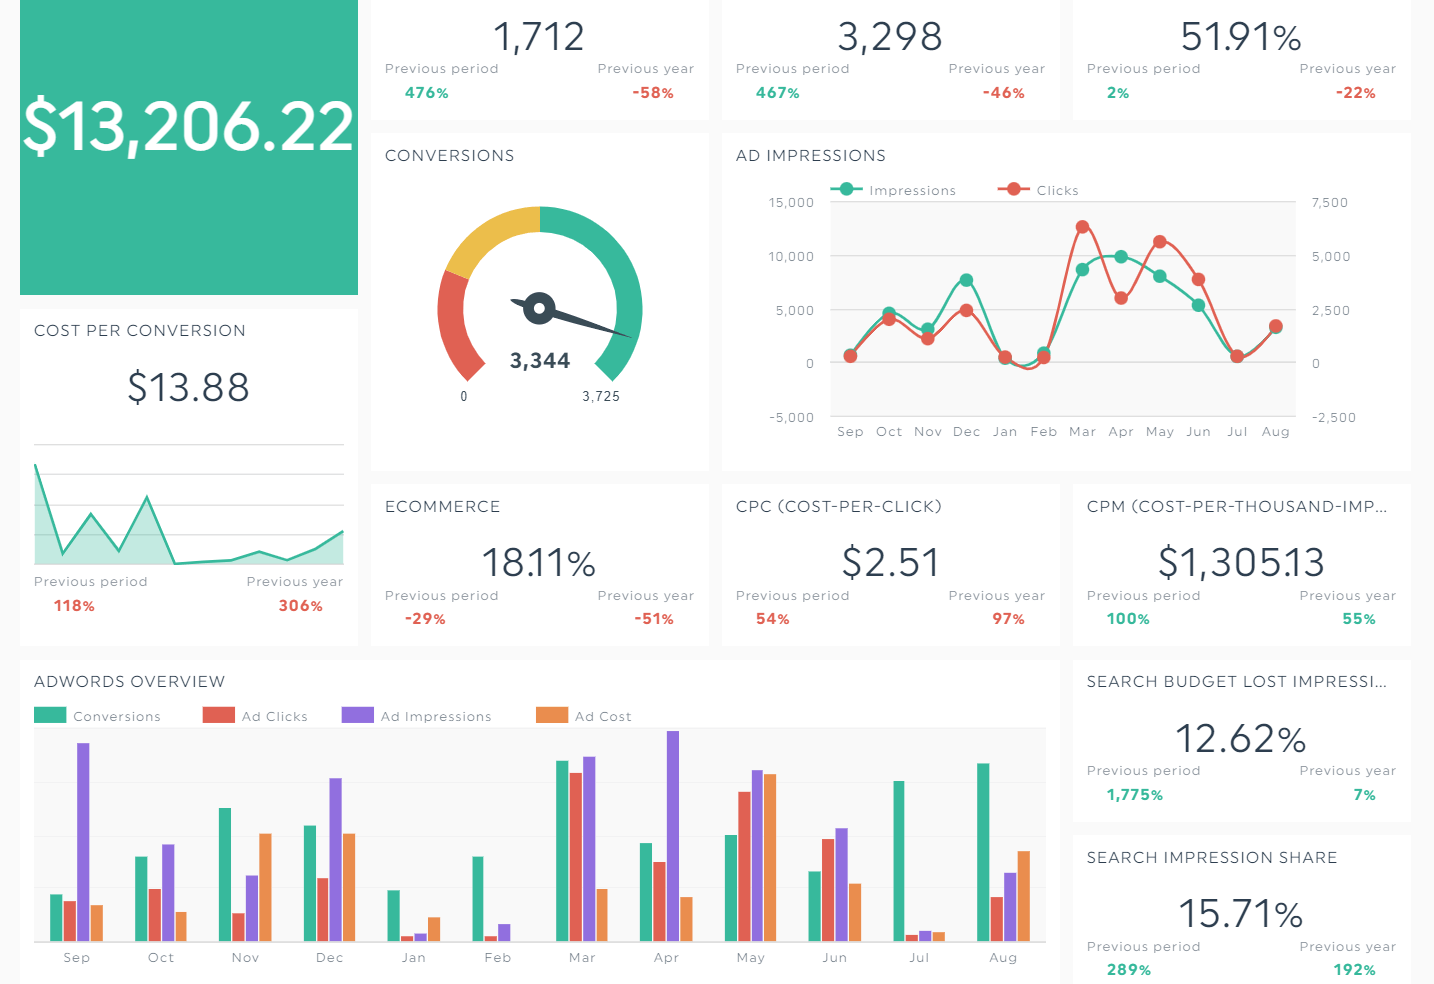 $13,206.22
1,712
Previous period Previous year
476% -58%
3,298
Previous period Previous year
467% -46%
51.91%
Previous period Previous year
2% -22%
CONVERSIONS
3,344
0 3,725
AD IMPRESSIONS
Impressions Clicks
15,000 7,500
10,000 5,000
5,000 2,500
0 0
-5,000 -2,500
Sep Oct Nov Dec Jan Feb Mar Apr May Jun Jul Aug
COST PER CONVERSION
$13.88
Previous period Previous year
118% 306%
ECOMMERCE
18.11%
Previous period Previous year
-29% -51%
CPC (COST-PER-CLICK)
$2.51
Previous period Previous year
54% 97%
CPM (COST-PER-THOUSAND-IMP...
$1,305.13
Previous period Previous year
100% 55%
ADWORDS OVERVIEW
Conversions Ad Clicks Ad Impressions Ad Cost
Sep Oct Nov Dec Jan Feb Mar Apr May Jun Jul Aug
SEARCH BUDGET LOST IMPRESSI...
12.62%
Previous period Previous year
1,775% 7%
SEARCH IMPRESSION SHARE
15.71%
Previous period Previous year
289% 192%